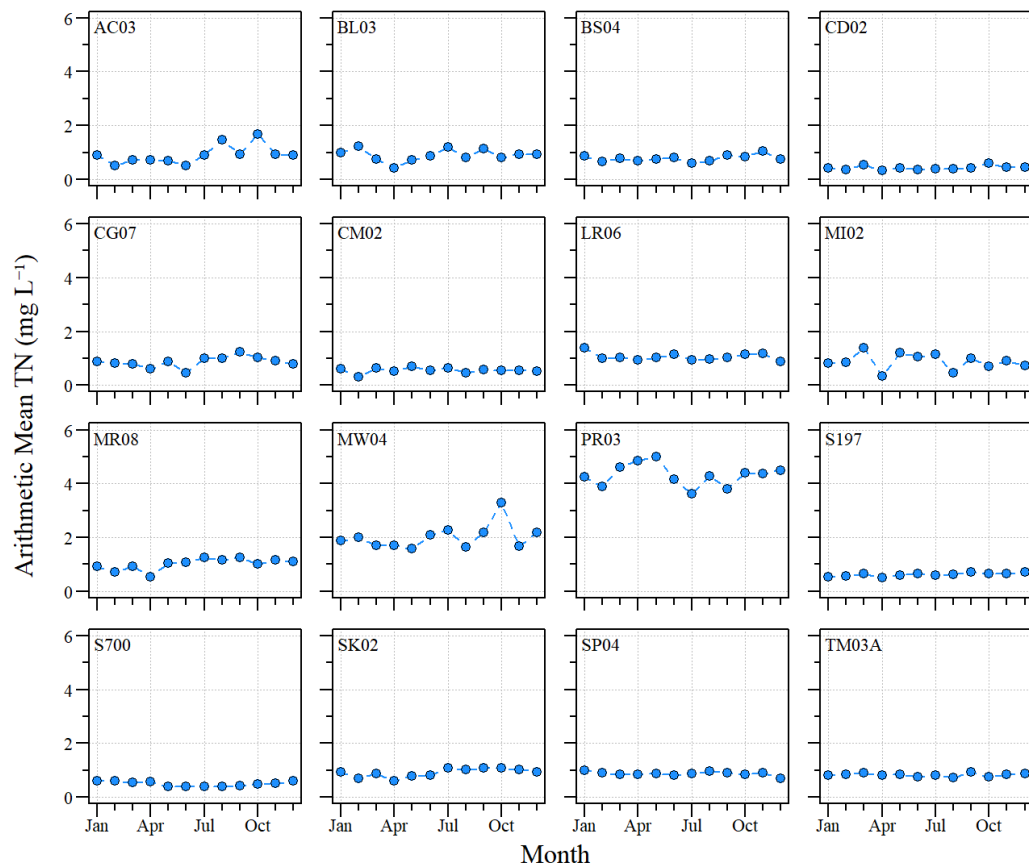 Arithmetic Mean TN (mg L⁻¹)
6 4 2 0
AC03
BL03
BS04
CD02
6 4 2 0
CG07
CM02
LR06
MI02
6 4 2 0
MR08
MW04
PR03
S197
6 4 2 0
S700
SK02
SP04
TM03A
Jan Apr Jul Oct Jan Apr Jul Oct Jan Apr Jul Oct Jan Apr Jul Oct
Month